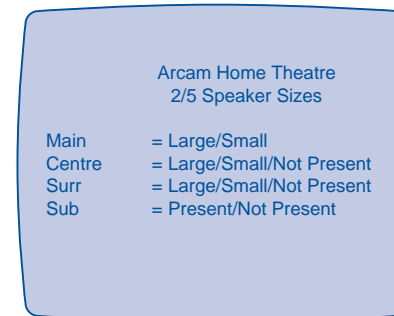 Arcam Home Theatre
2/5 Speaker Sizes
Main = Large/Small
Centre = Large/Small/Not Present
Surr = Large/Small/Not Present
Sub = Present/Not Present